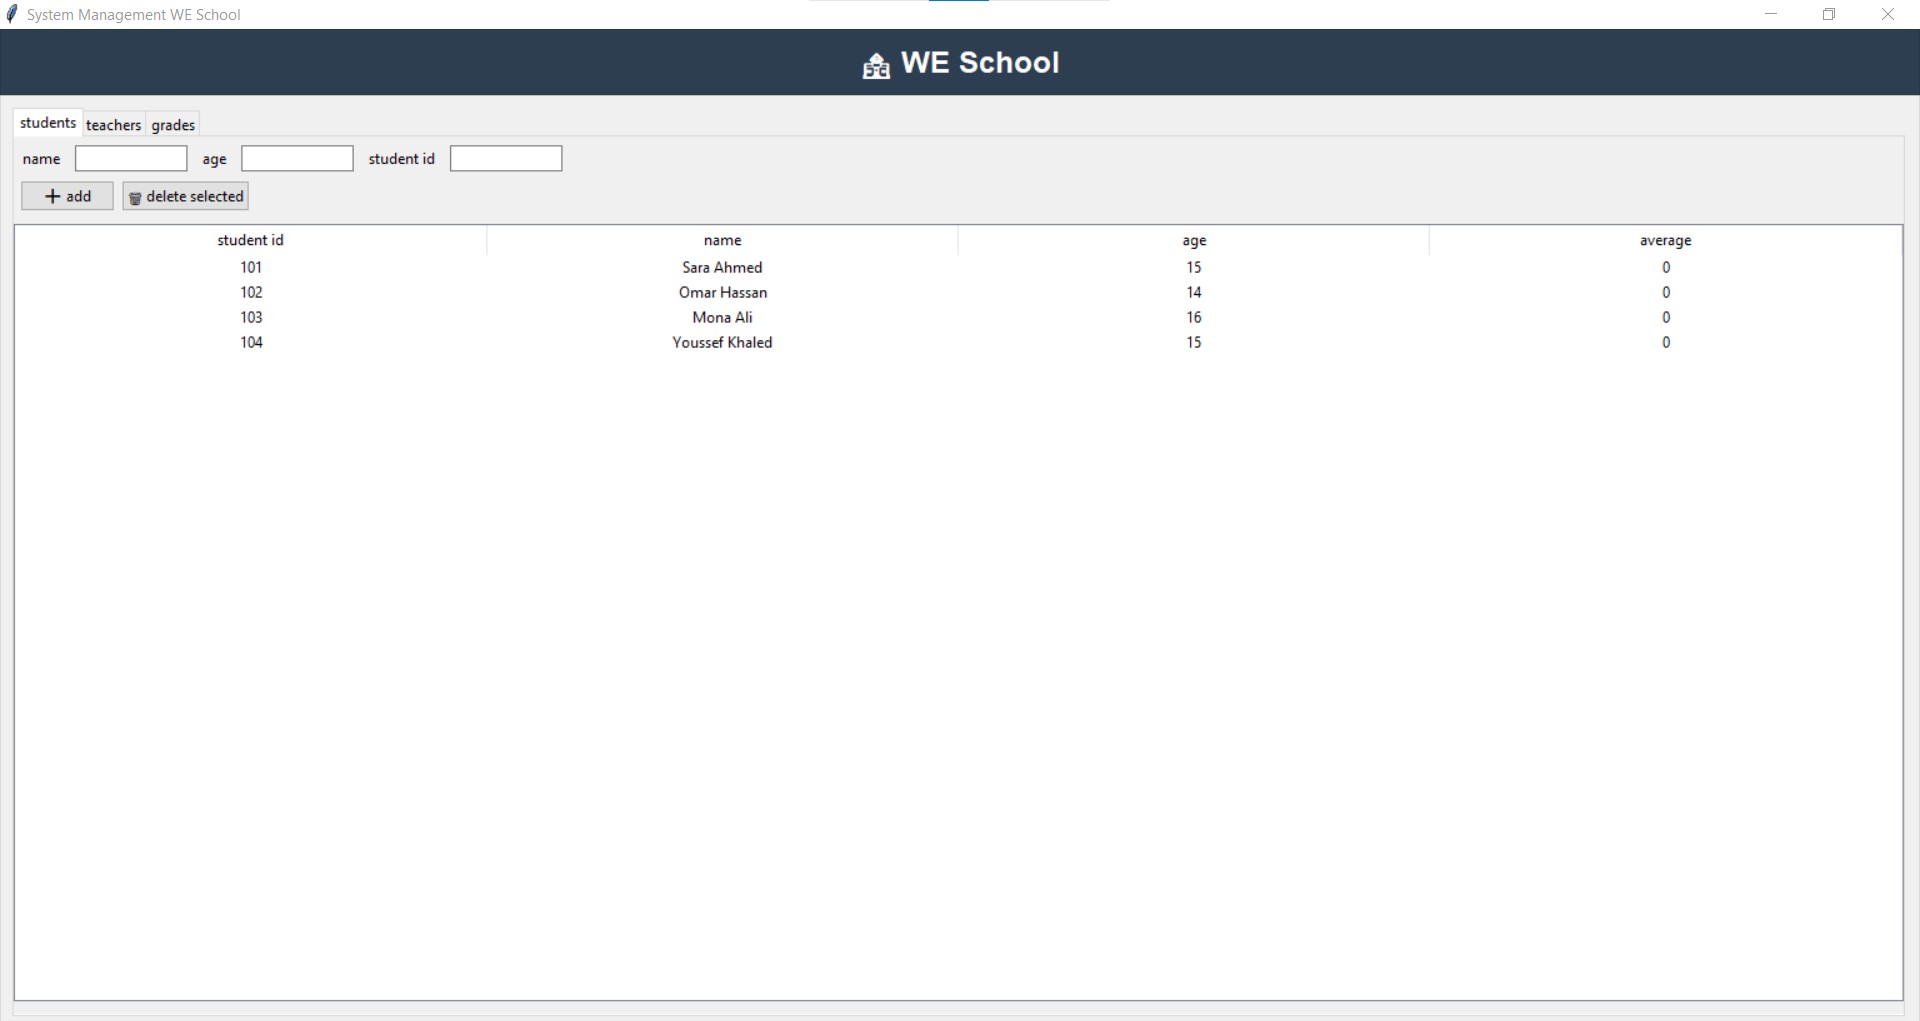 System Management WE School
WE School
students teachers grades
name age student id
add delete selected
student id name age average
101 Sara Ahmed 15 0
102 Omar Hassan 14 0
103 Mona Ali 16 0
104 Youssef Khaled 15 0